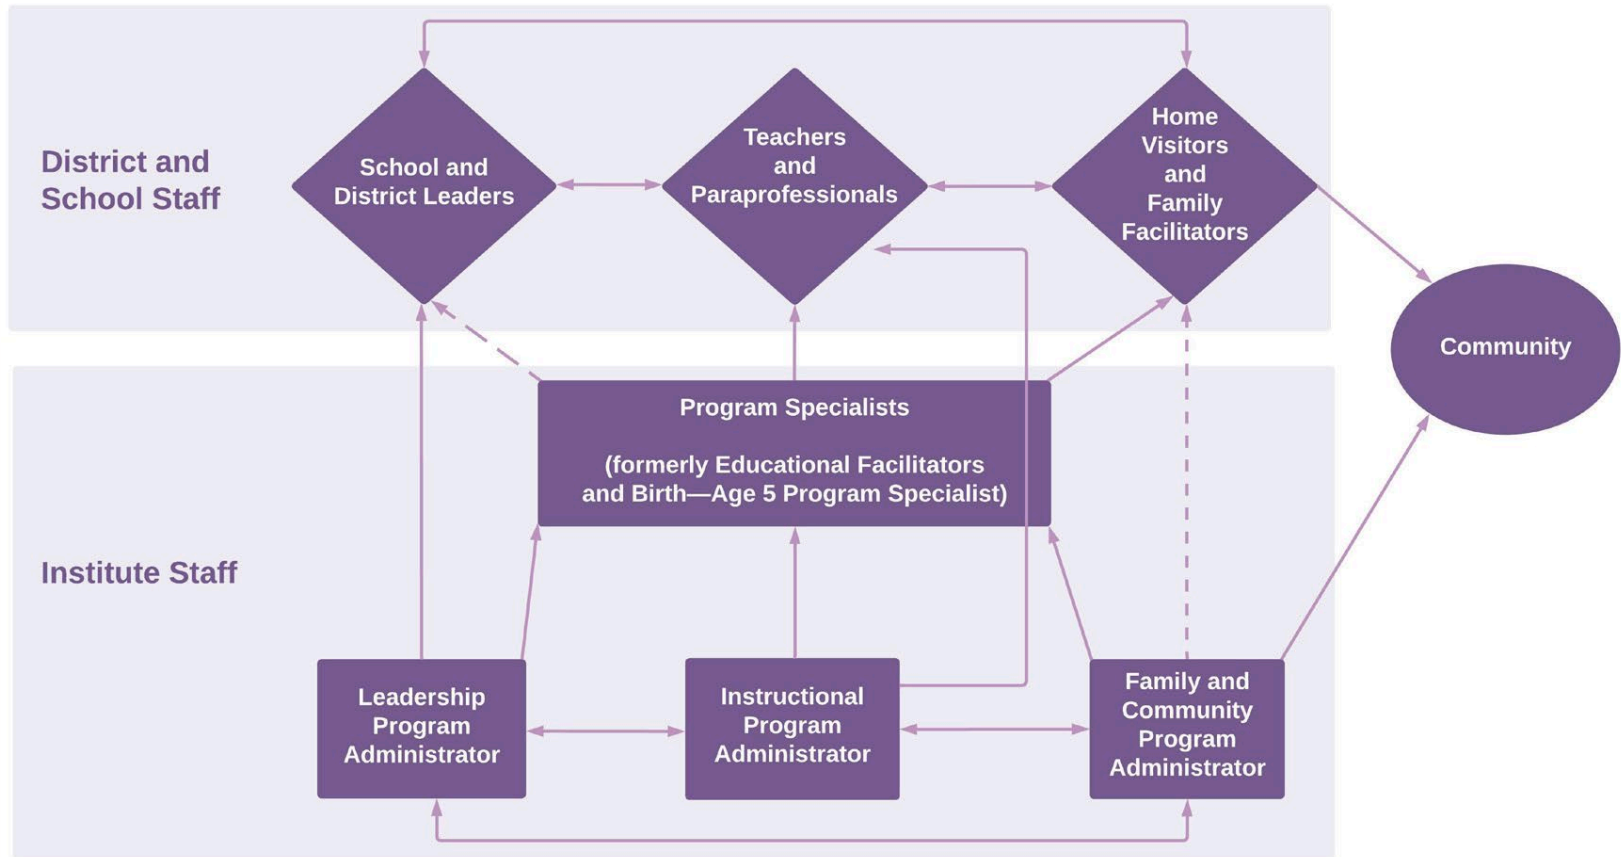 District and
School Staff
School and
District Leaders
Teachers
and
Paraprofessionals
Home
Visitors
and
Family
Facilitators
Community
Program Specialists
(formerly Educational Facilitators
and Birth—Age 5 Program Specialist)
Institute Staff
Leadership
Program
Administrator
Instructional
Program
Administrator
Family and
Community
Program
Administrator